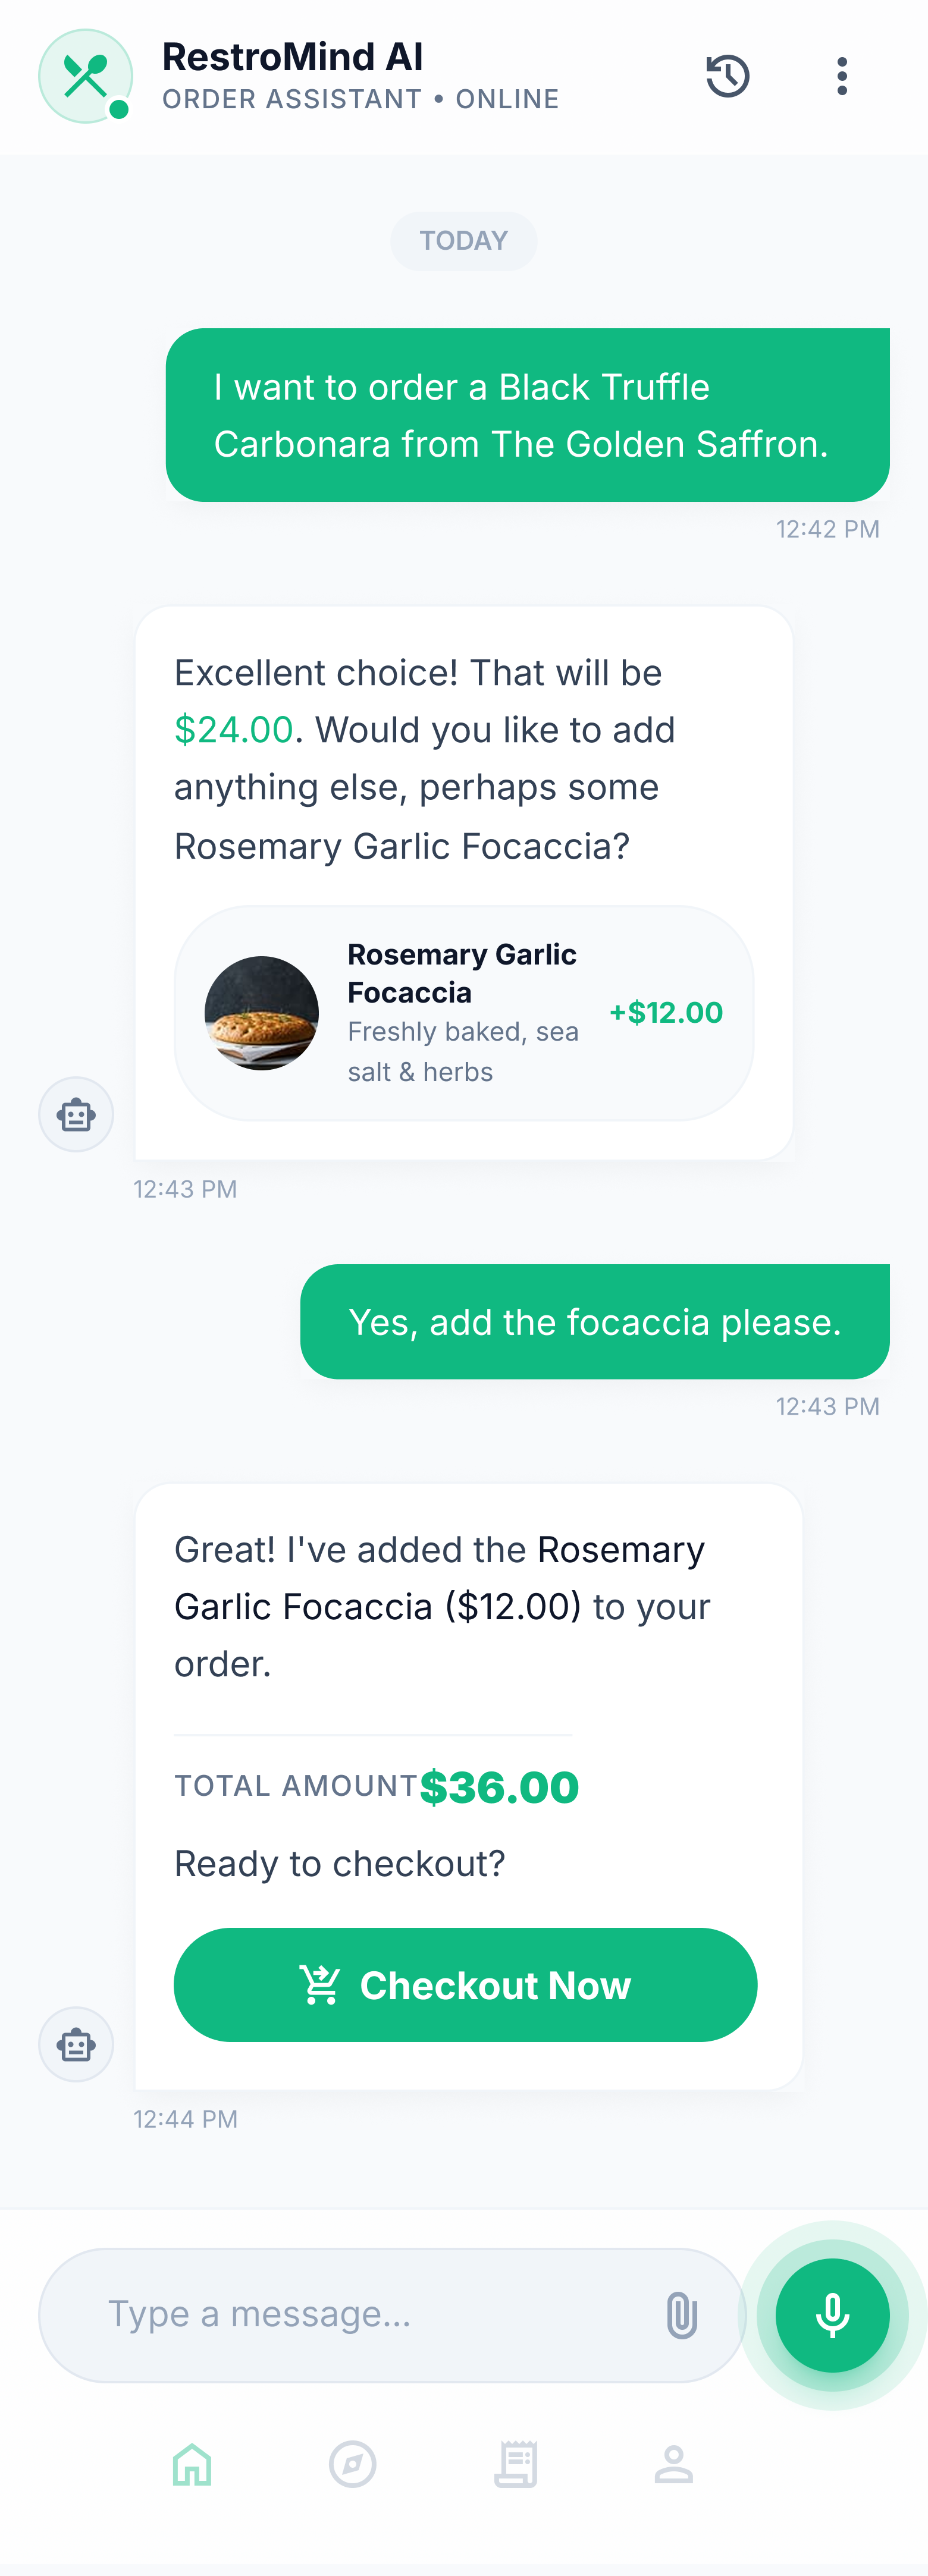 RestroMind AI
ORDER ASSISTANT • ONLINE
TODAY
I want to order a Black Truffle
Carbonara from The Golden Saffron.
12:42 PM
Excellent choice! That will be
$24.00. Would you like to add
anything else, perhaps some
Rosemary Garlic Focaccia?
Rosemary Garlic
Focaccia
Freshly baked, sea
salt & herbs
+$12.00
12:43 PM
Yes, add the focaccia please.
12:43 PM
Great! I've added the Rosemary
Garlic Focaccia ($12.00) to your
order.
TOTAL AMOUNT $36.00
Ready to checkout?
Checkout Now
12:44 PM
Type a message...